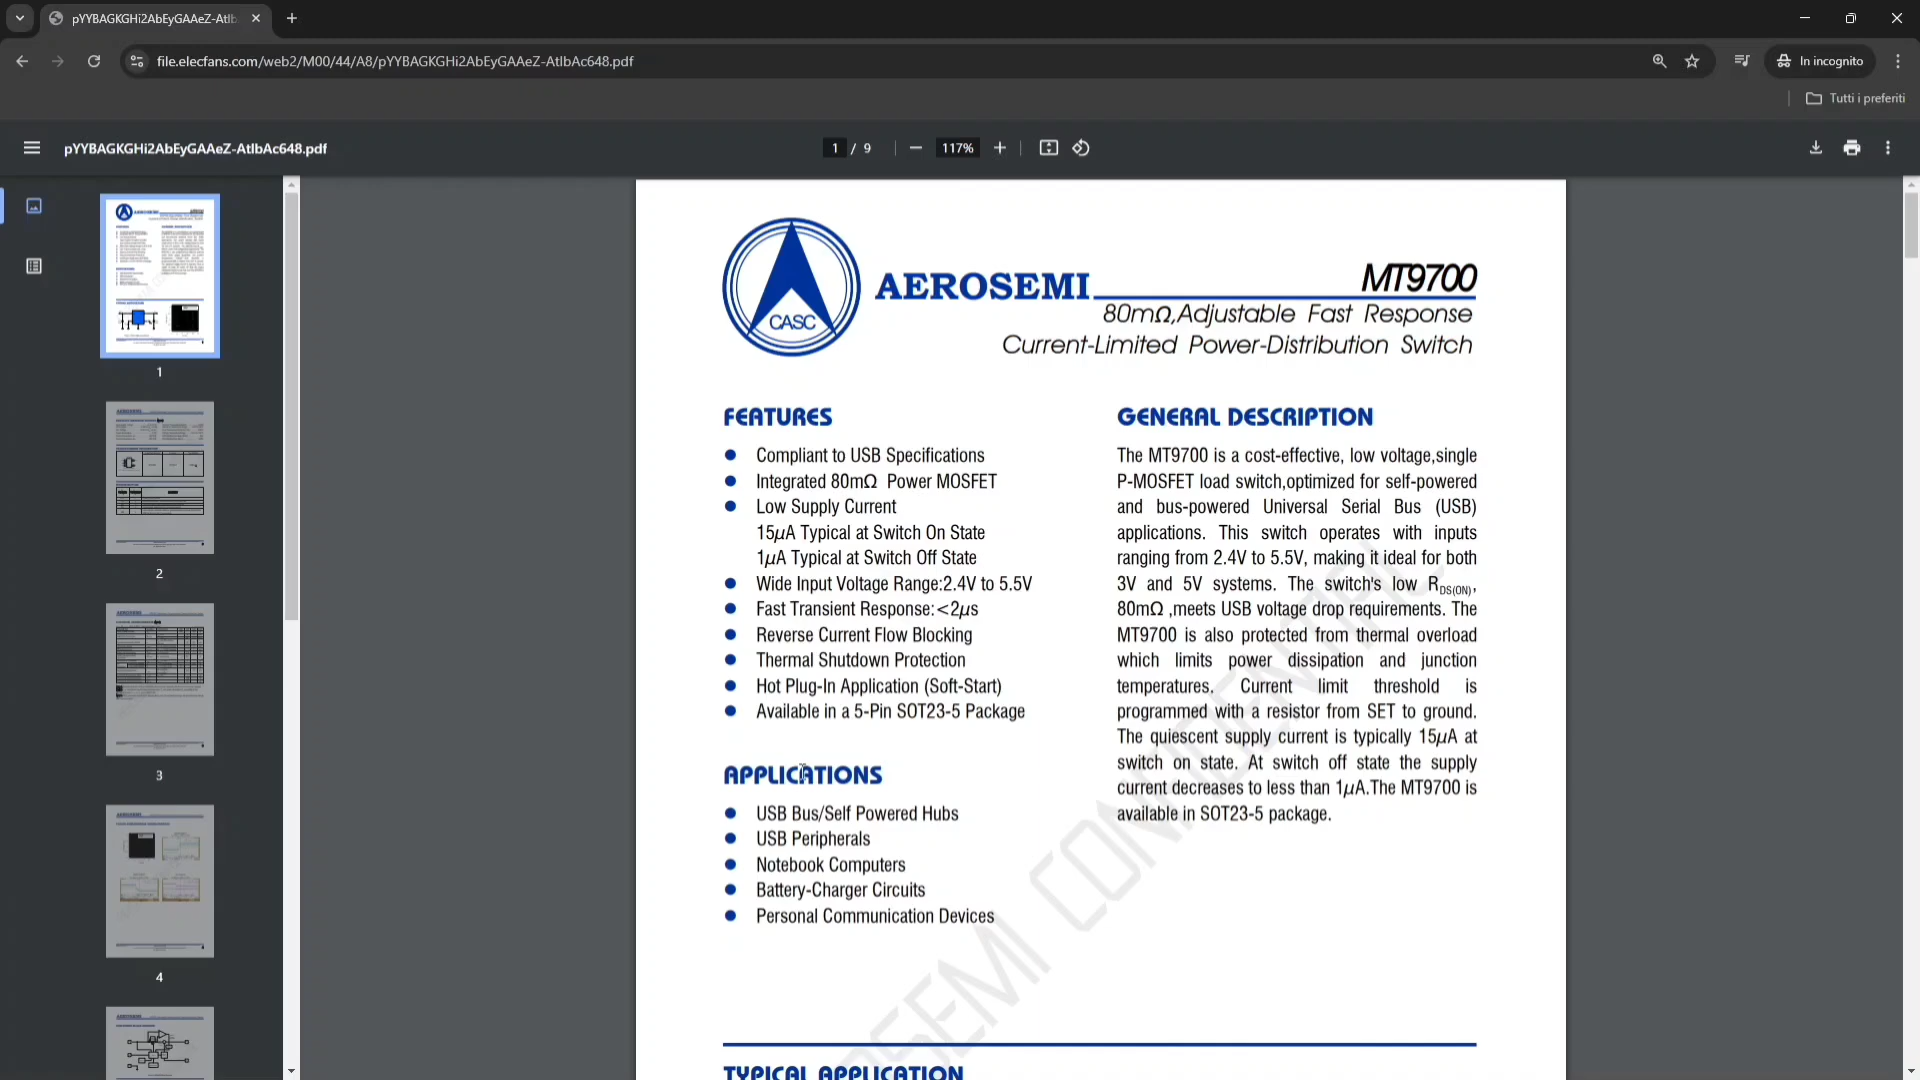 pYYBAGKGHi2AbEyGAAeZ-Atlb
file.elecfans.com/web2/M00/44/A8/pYYBAGKGHi2AbEyGAAeZ-AtlbAc648.pdf
In incognito
Tutti i preferiti
pYYBAGKGHi2AbEyGAAeZ-AtlbAc648.pdf
1 / 9
117%
1
2
3
4
CASC
AEROSEMI
MT9700
80mΩ,Adjustable Fast Response
Current-Limited Power-Distribution Switch
FEATURES
Compliant to USB Specifications
Integrated 80mΩ Power MOSFET
Low Supply Current
15μA Typical at Switch On State
1μA Typical at Switch Off State
Wide Input Voltage Range:2.4V to 5.5V
Fast Transient Response:<2μs
Reverse Current Flow Blocking
Thermal Shutdown Protection
Hot Plug-In Application (Soft-Start)
Available in a 5-Pin SOT23-5 Package
APPLICATIONS
USB Bus/Self Powered Hubs
USB Peripherals
Notebook Computers
Battery-Charger Circuits
Personal Communication Devices
GENERAL DESCRIPTION
The MT9700 is a cost-effective, low voltage,single
P-MOSFET load switch,optimized for self-powered
and bus-powered Universal Serial Bus (USB)
applications. This switch operates with inputs
ranging from 2.4V to 5.5V, making it ideal for both
3V and 5V systems. The switch's low RDS(ON),
80mΩ ,meets USB voltage drop requirements. The
MT9700 is also protected from thermal overload
which limits power dissipation and junction
temperatures. Current limit threshold is
programmed with a resistor from SET to ground.
The quiescent supply current is typically 15μA at
switch on state. At switch off state the supply
current decreases to less than 1μA.The MT9700 is
available in SOT23-5 package.
CONFIDENTIAL
TYPICAL APPLICATION